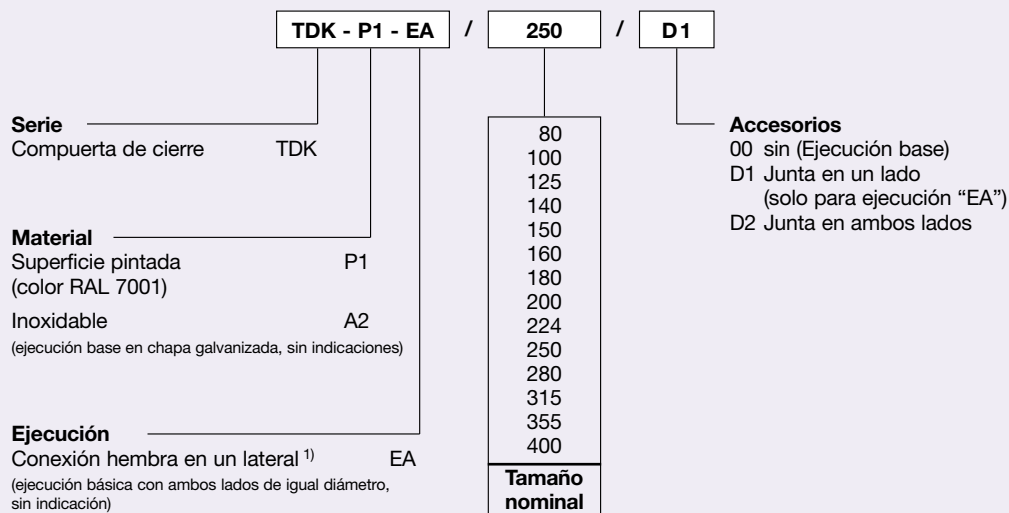 TDK - P1 - EA / 250 / D1
Serie
Compuerta de cierre TDK
Material
Superficie pintada P1
(color RAL 7001)
Inoxidable A2
(ejecución base en chapa galvanizada, sin indicaciones)
Ejecución
Conexión hembra en un lateral 1) EA
(ejecución básica con ambos lados de igual diámetro,
sin indicación)
80
100
125
140
150
160
180
200
224
250
280
315
355
400
Tamaño
nominal
Accesorios
00 sin (Ejecución base)
D1 Junta en un lado
(solo para ejecución “EA”)
D2 Junta en ambos lados